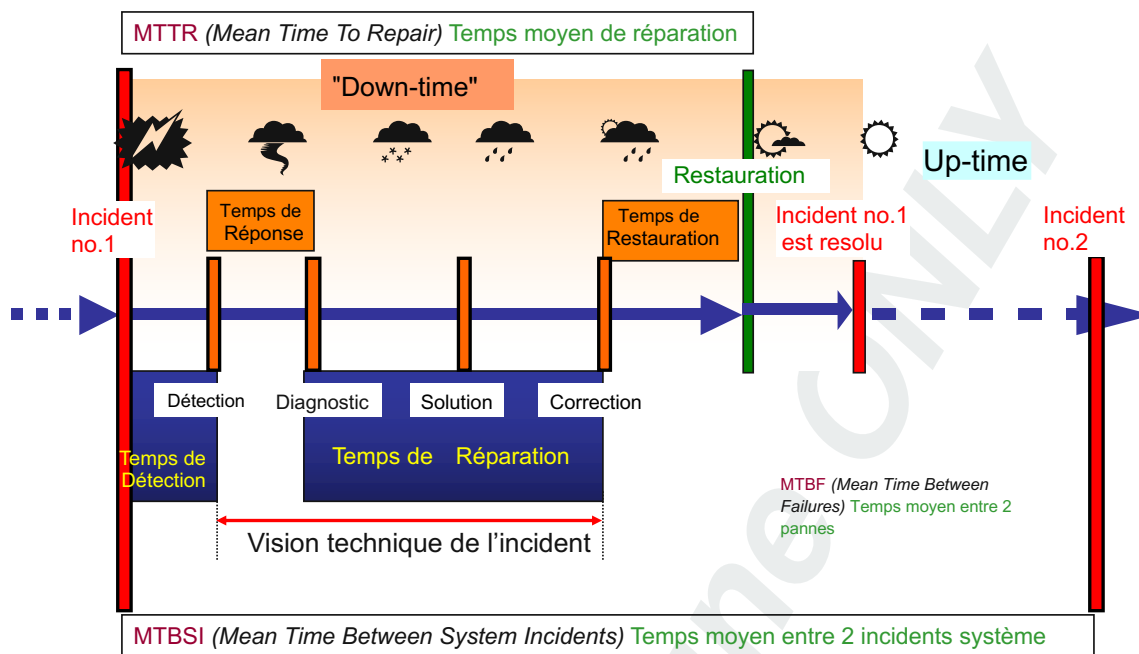 MTTR (Mean Time To Repair) Temps moyen de réparation
"Down-time"
Up-time
Restauration
Temps de
Réponse
Temps de
Restauration
Incident
no.1
Incident no.1
est resolu
Incident
no.2
Détection
Diagnostic
Solution
Correction
Temps de
Détection
Temps de Réparation
MTBF (Mean Time Between
Failures) Temps moyen entre 2
pannes
Vision technique de l’incident
MTBSI (Mean Time Between System Incidents) Temps moyen entre 2 incidents système
ONLY